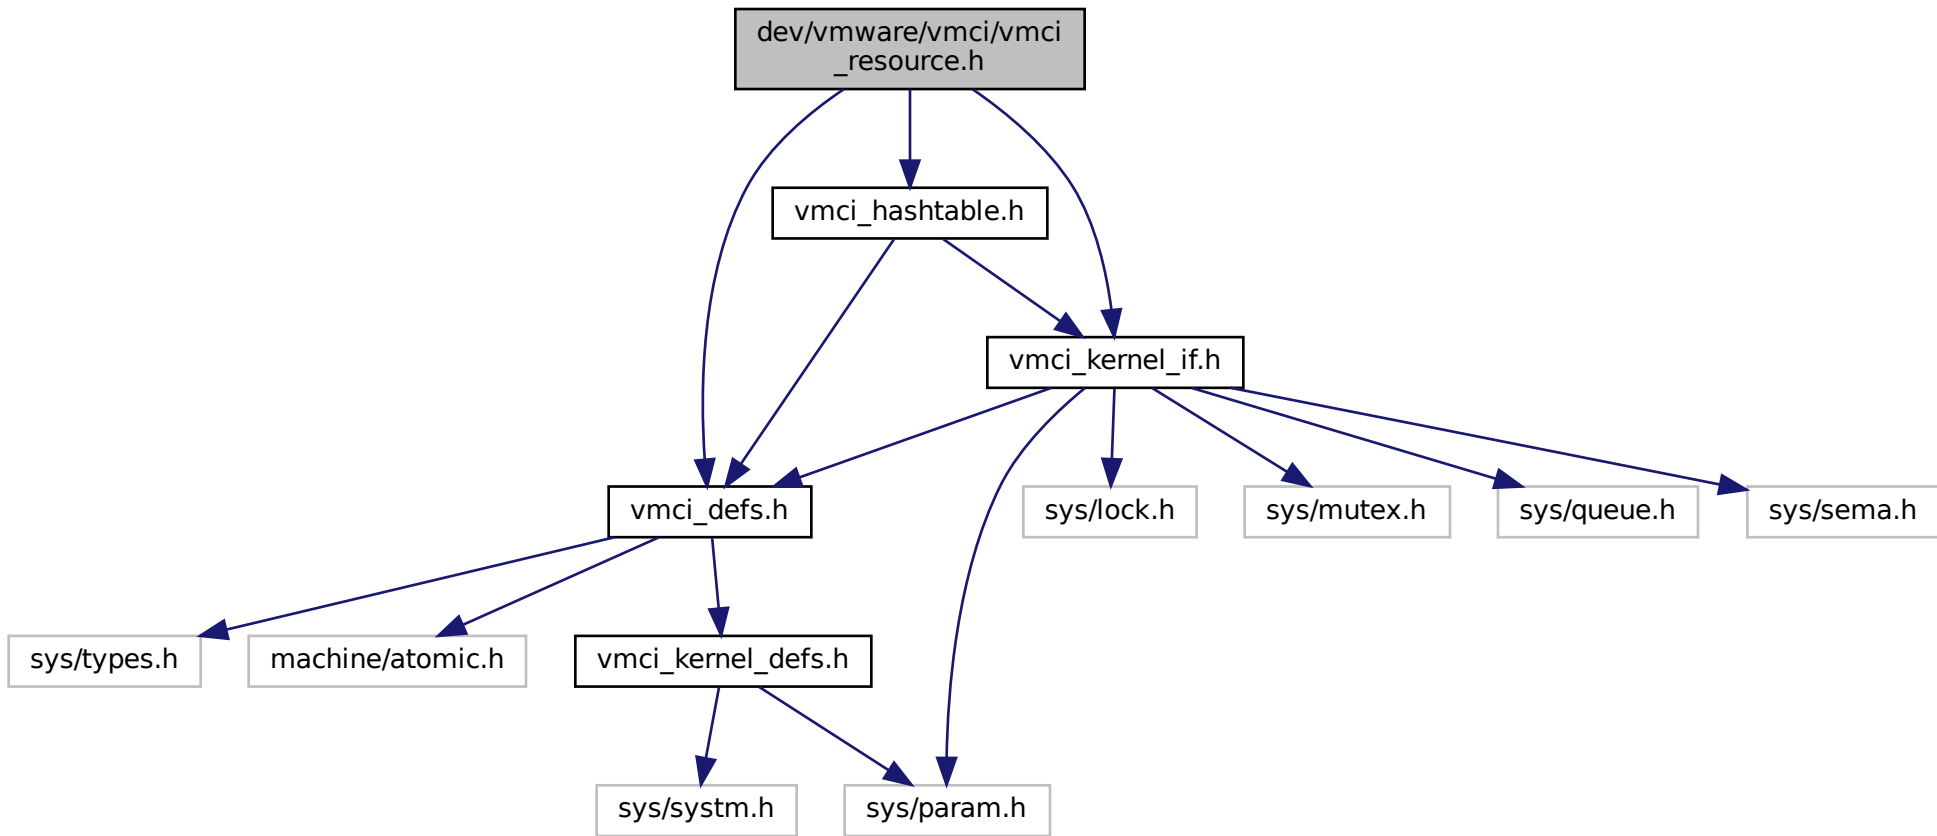 dev/vmware/vmci/vmci
_resource.h
vmci_hashtable.h
vmci_kernel_if.h
vmci_defs.h
sys/lock.h
sys/mutex.h
sys/queue.h
sys/sema.h
sys/types.h
machine/atomic.h
vmci_kernel_defs.h
sys/systm.h
sys/param.h